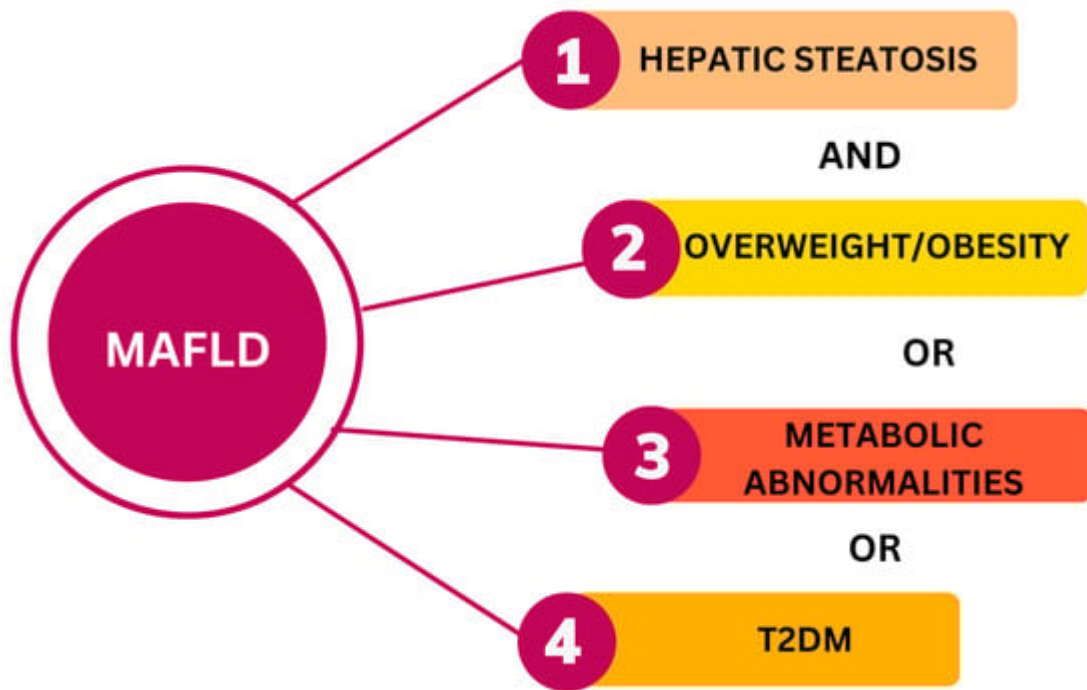 1
HEPATIC STEATOSIS
AND
2
OVERWEIGHT/OBESITY
OR
MAFLD
3
METABOLIC
ABNORMALITIES
OR
4
T2DM